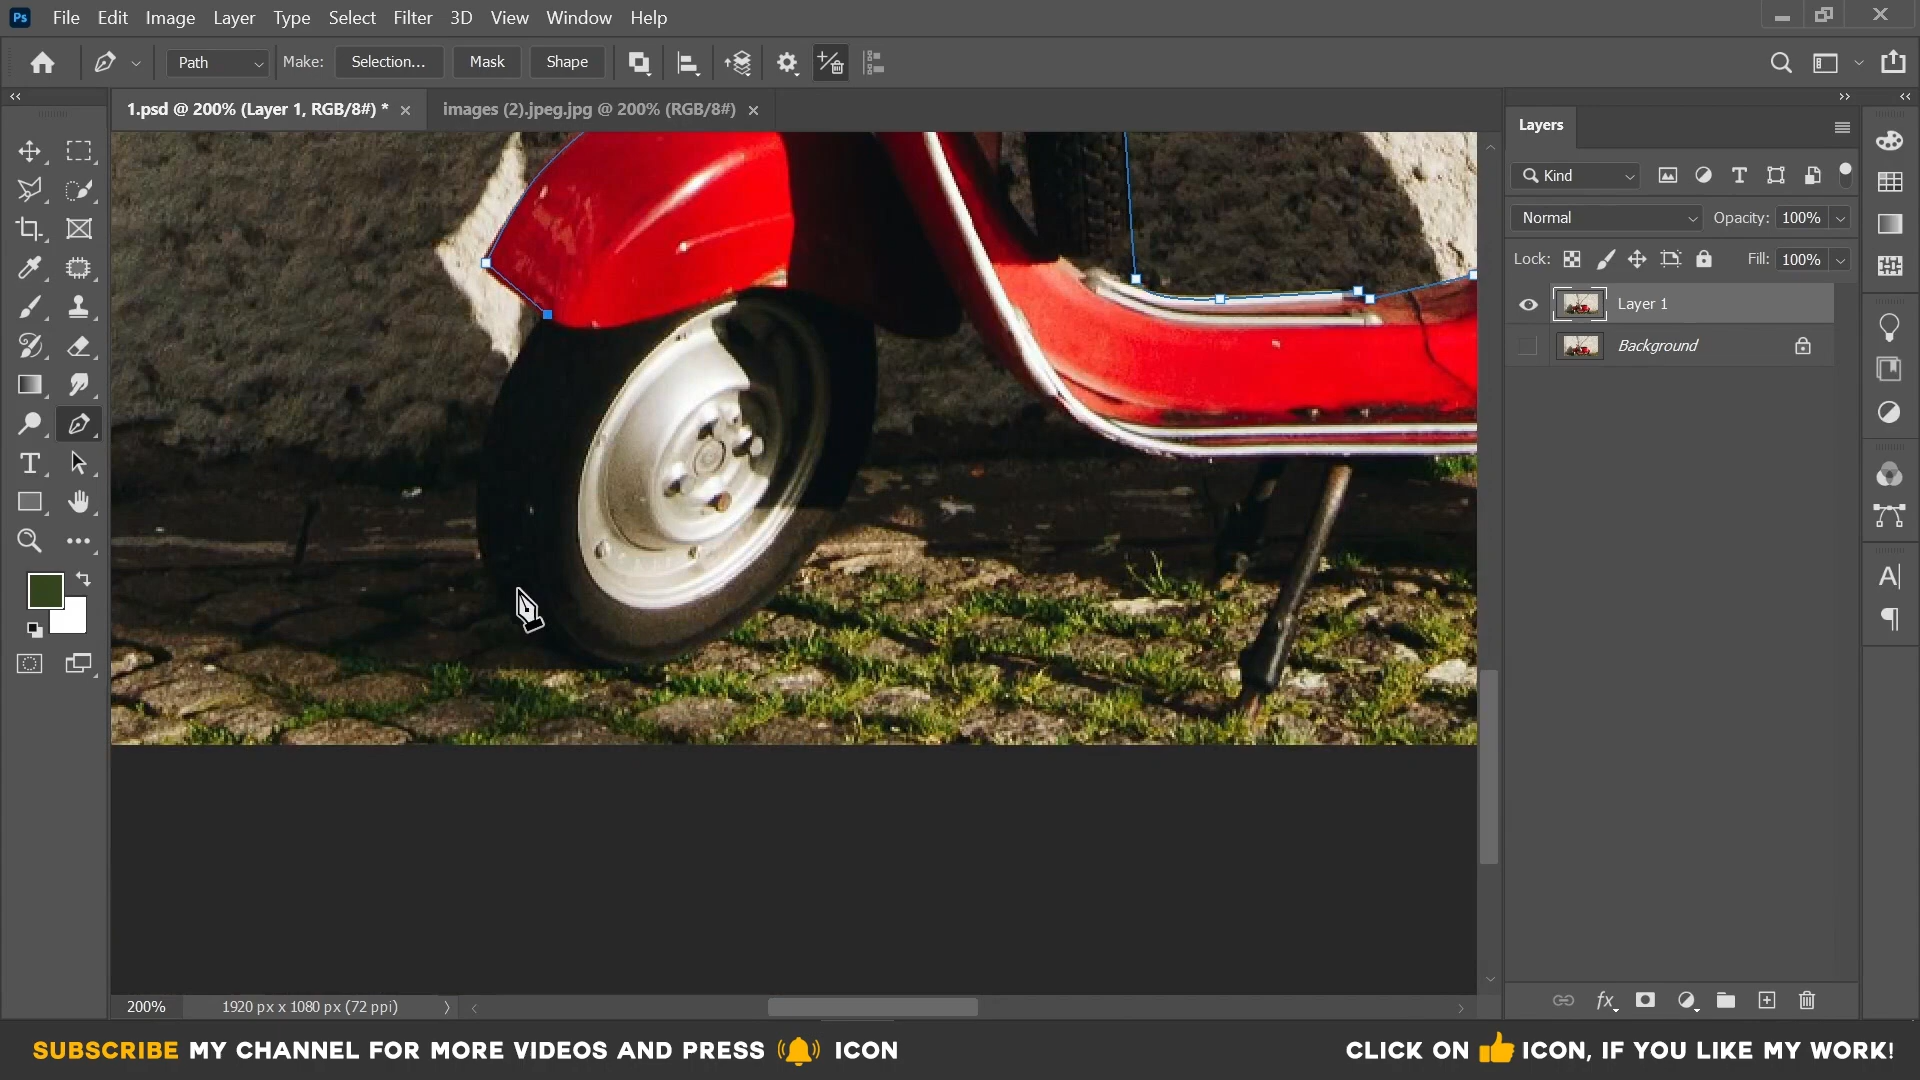 Ps File Edit Image Layer Type Select Filter 3D View Window Help
Path Make: Selection... Mask Shape
1.psd @ 200% (Layer 1, RGB/8#) * images (2).jpeg.jpg @ 200% (RGB/8#)
Layers
Kind
Normal Opacity: 100%
Lock: Fill: 100%
Layer 1
Background
200% 1920 px x 1080 px (72 ppi)
SUBSCRIBE MY CHANNEL FOR MORE VIDEOS AND PRESS ICON
CLICK ON ICON, IF YOU LIKE MY WORK!